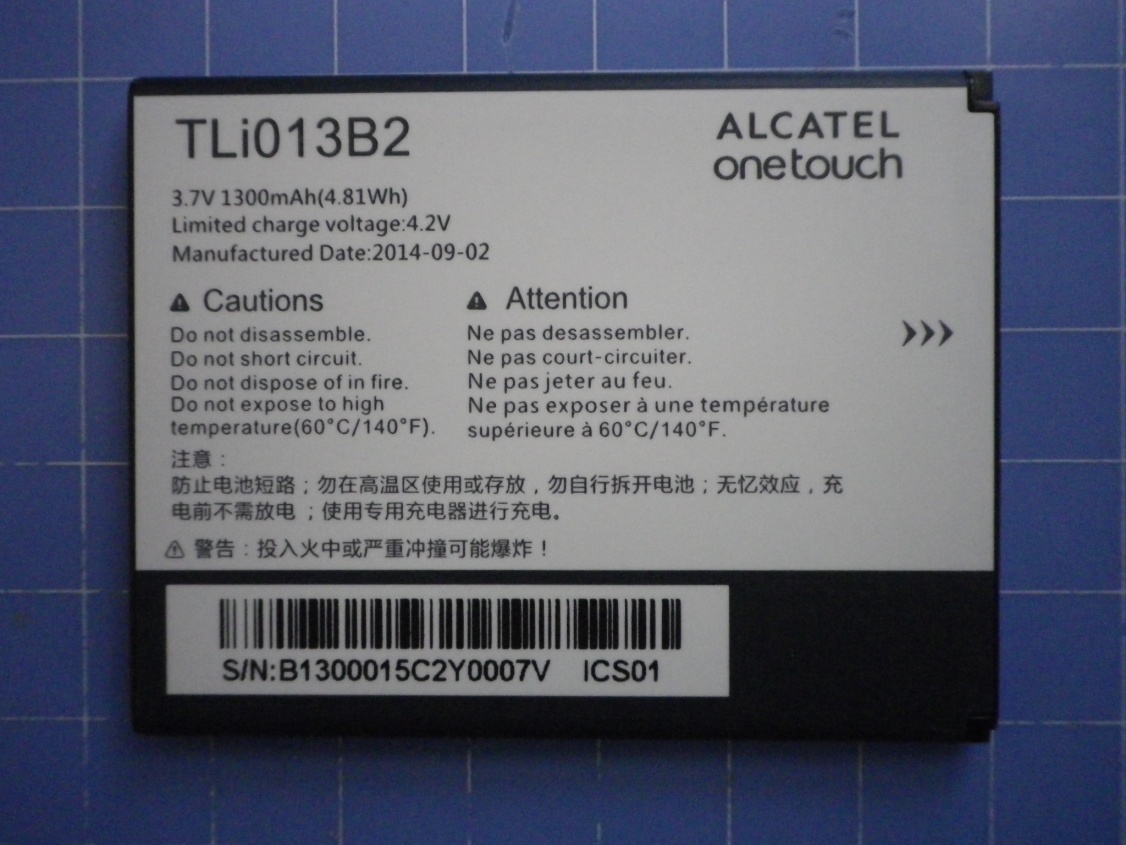 TLi013B2
ALCATEL
onetouch
3.7V 1300mAh(4.81Wh)
Limited charge voltage:4.2V
Manufactured Date:2014-09-02
Cautions
Do not disassemble.
Do not short circuit.
Do not dispose of in fire.
Do not expose to high
temperature(60°C/140°F).
Attention
Ne pas desassembler.
Ne pas court-circuiter.
Ne pas jeter au feu.
Ne pas exposer à une température
supérieure à 60°C/140°F.
注意：
防止电池短路；勿在高温区使用或存放，勿自行拆开电池；无忆效应，充
电前不需放电 ；使用专用充电器进行充电。
警告：投入火中或严重冲撞可能爆炸！
S/N:B1300015C2Y0007V ICS01